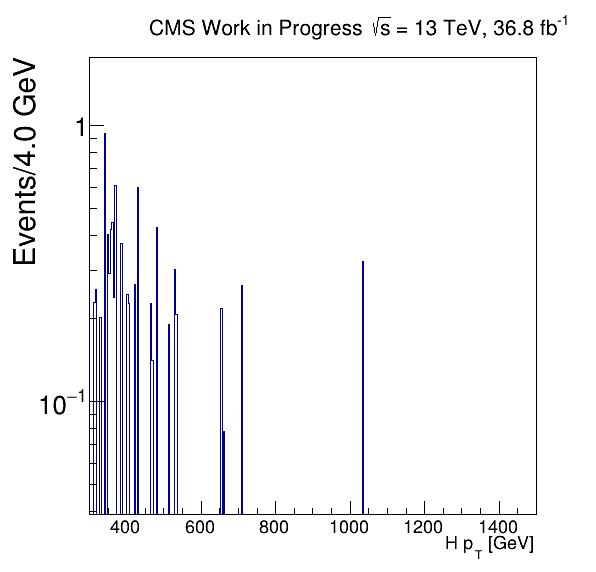 CMS Work in Progress √s = 13 TeV, 36.8 fb⁻¹
Events/4.0 GeV
1
10⁻¹
400 600 800 1000 1200 1400
H p_T [GeV]